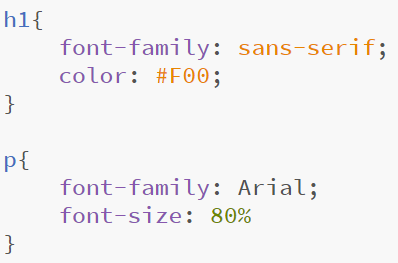 h1{
    font-family: sans-serif;
    color: #F00;
}

p{
    font-family: Arial;
    font-size: 80%
}